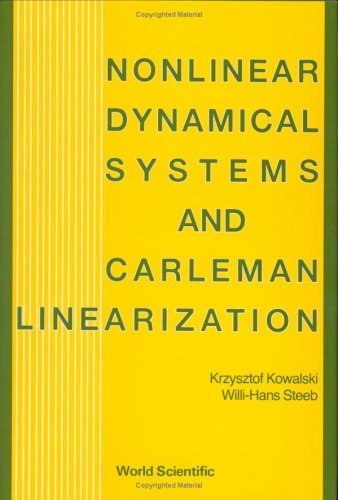 Copyrighted Material
NONLINEAR
DYNAMICAL
SYSTEMS
AND
CARLEMAN
LINEARIZATION
Krzysztof Kowalski
Willi-Hans Steeb
World Scientific
Copyrighted Material